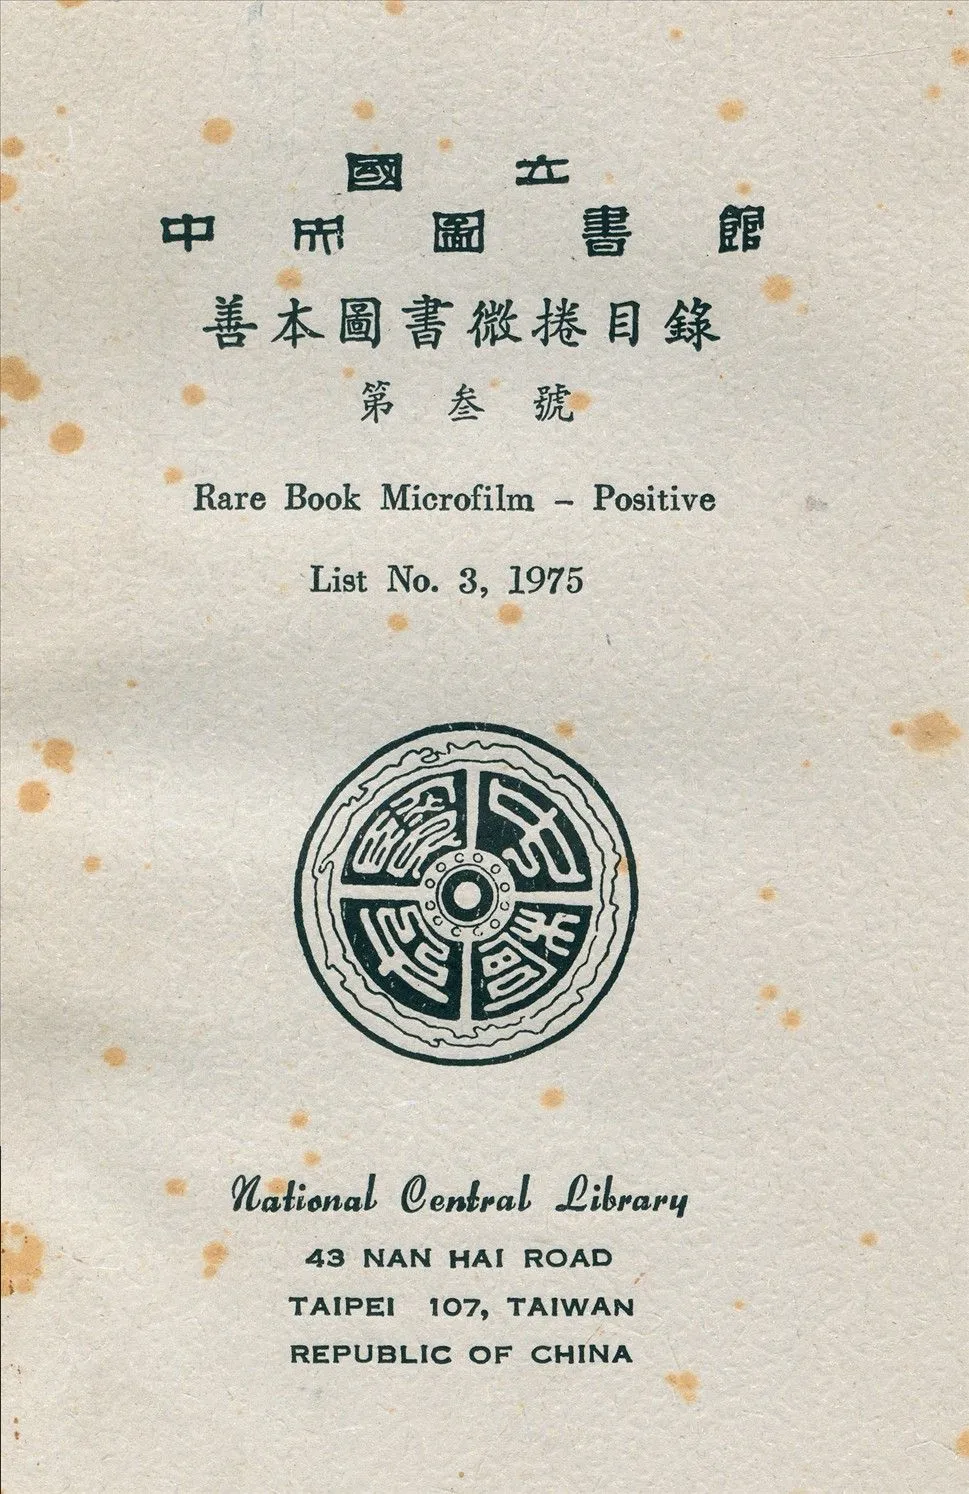 國立
中央圖書館
善本圖書微捲目錄
第叁號
Rare Book Microfilm – Positive
List No. 3, 1975
National Central Library
43 NAN HAI ROAD
TAIPEI 107, TAIWAN
REPUBLIC OF CHINA